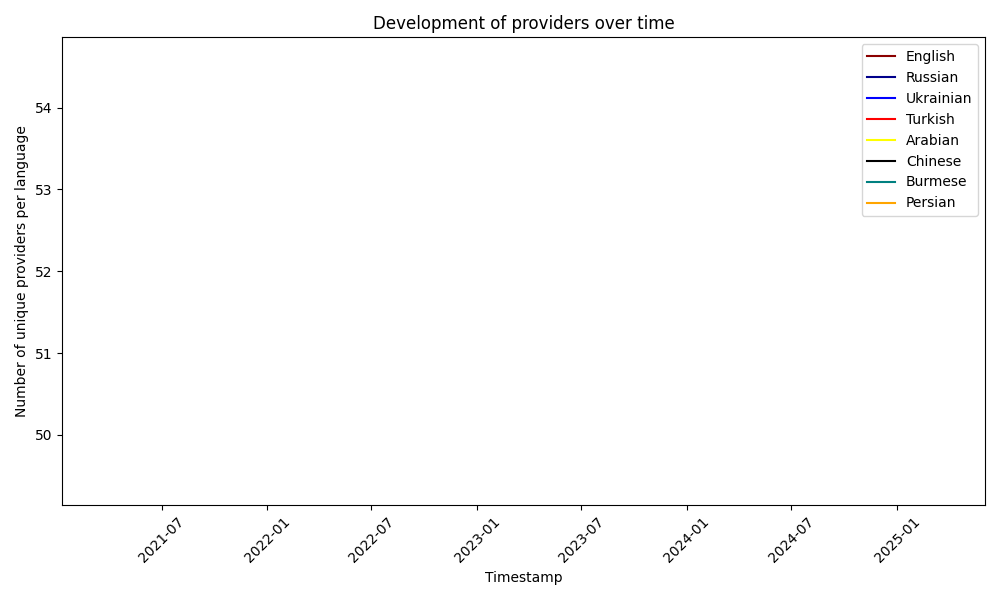 Development of providers over time
English
Russian
Ukrainian
Turkish
Arabian
Chinese
Burmese
Persian
Number of unique providers per language
54
53
52
51
50
2021-07
2022-01
2022-07
2023-01
2023-07
2024-01
2024-07
2025-01
Timestamp